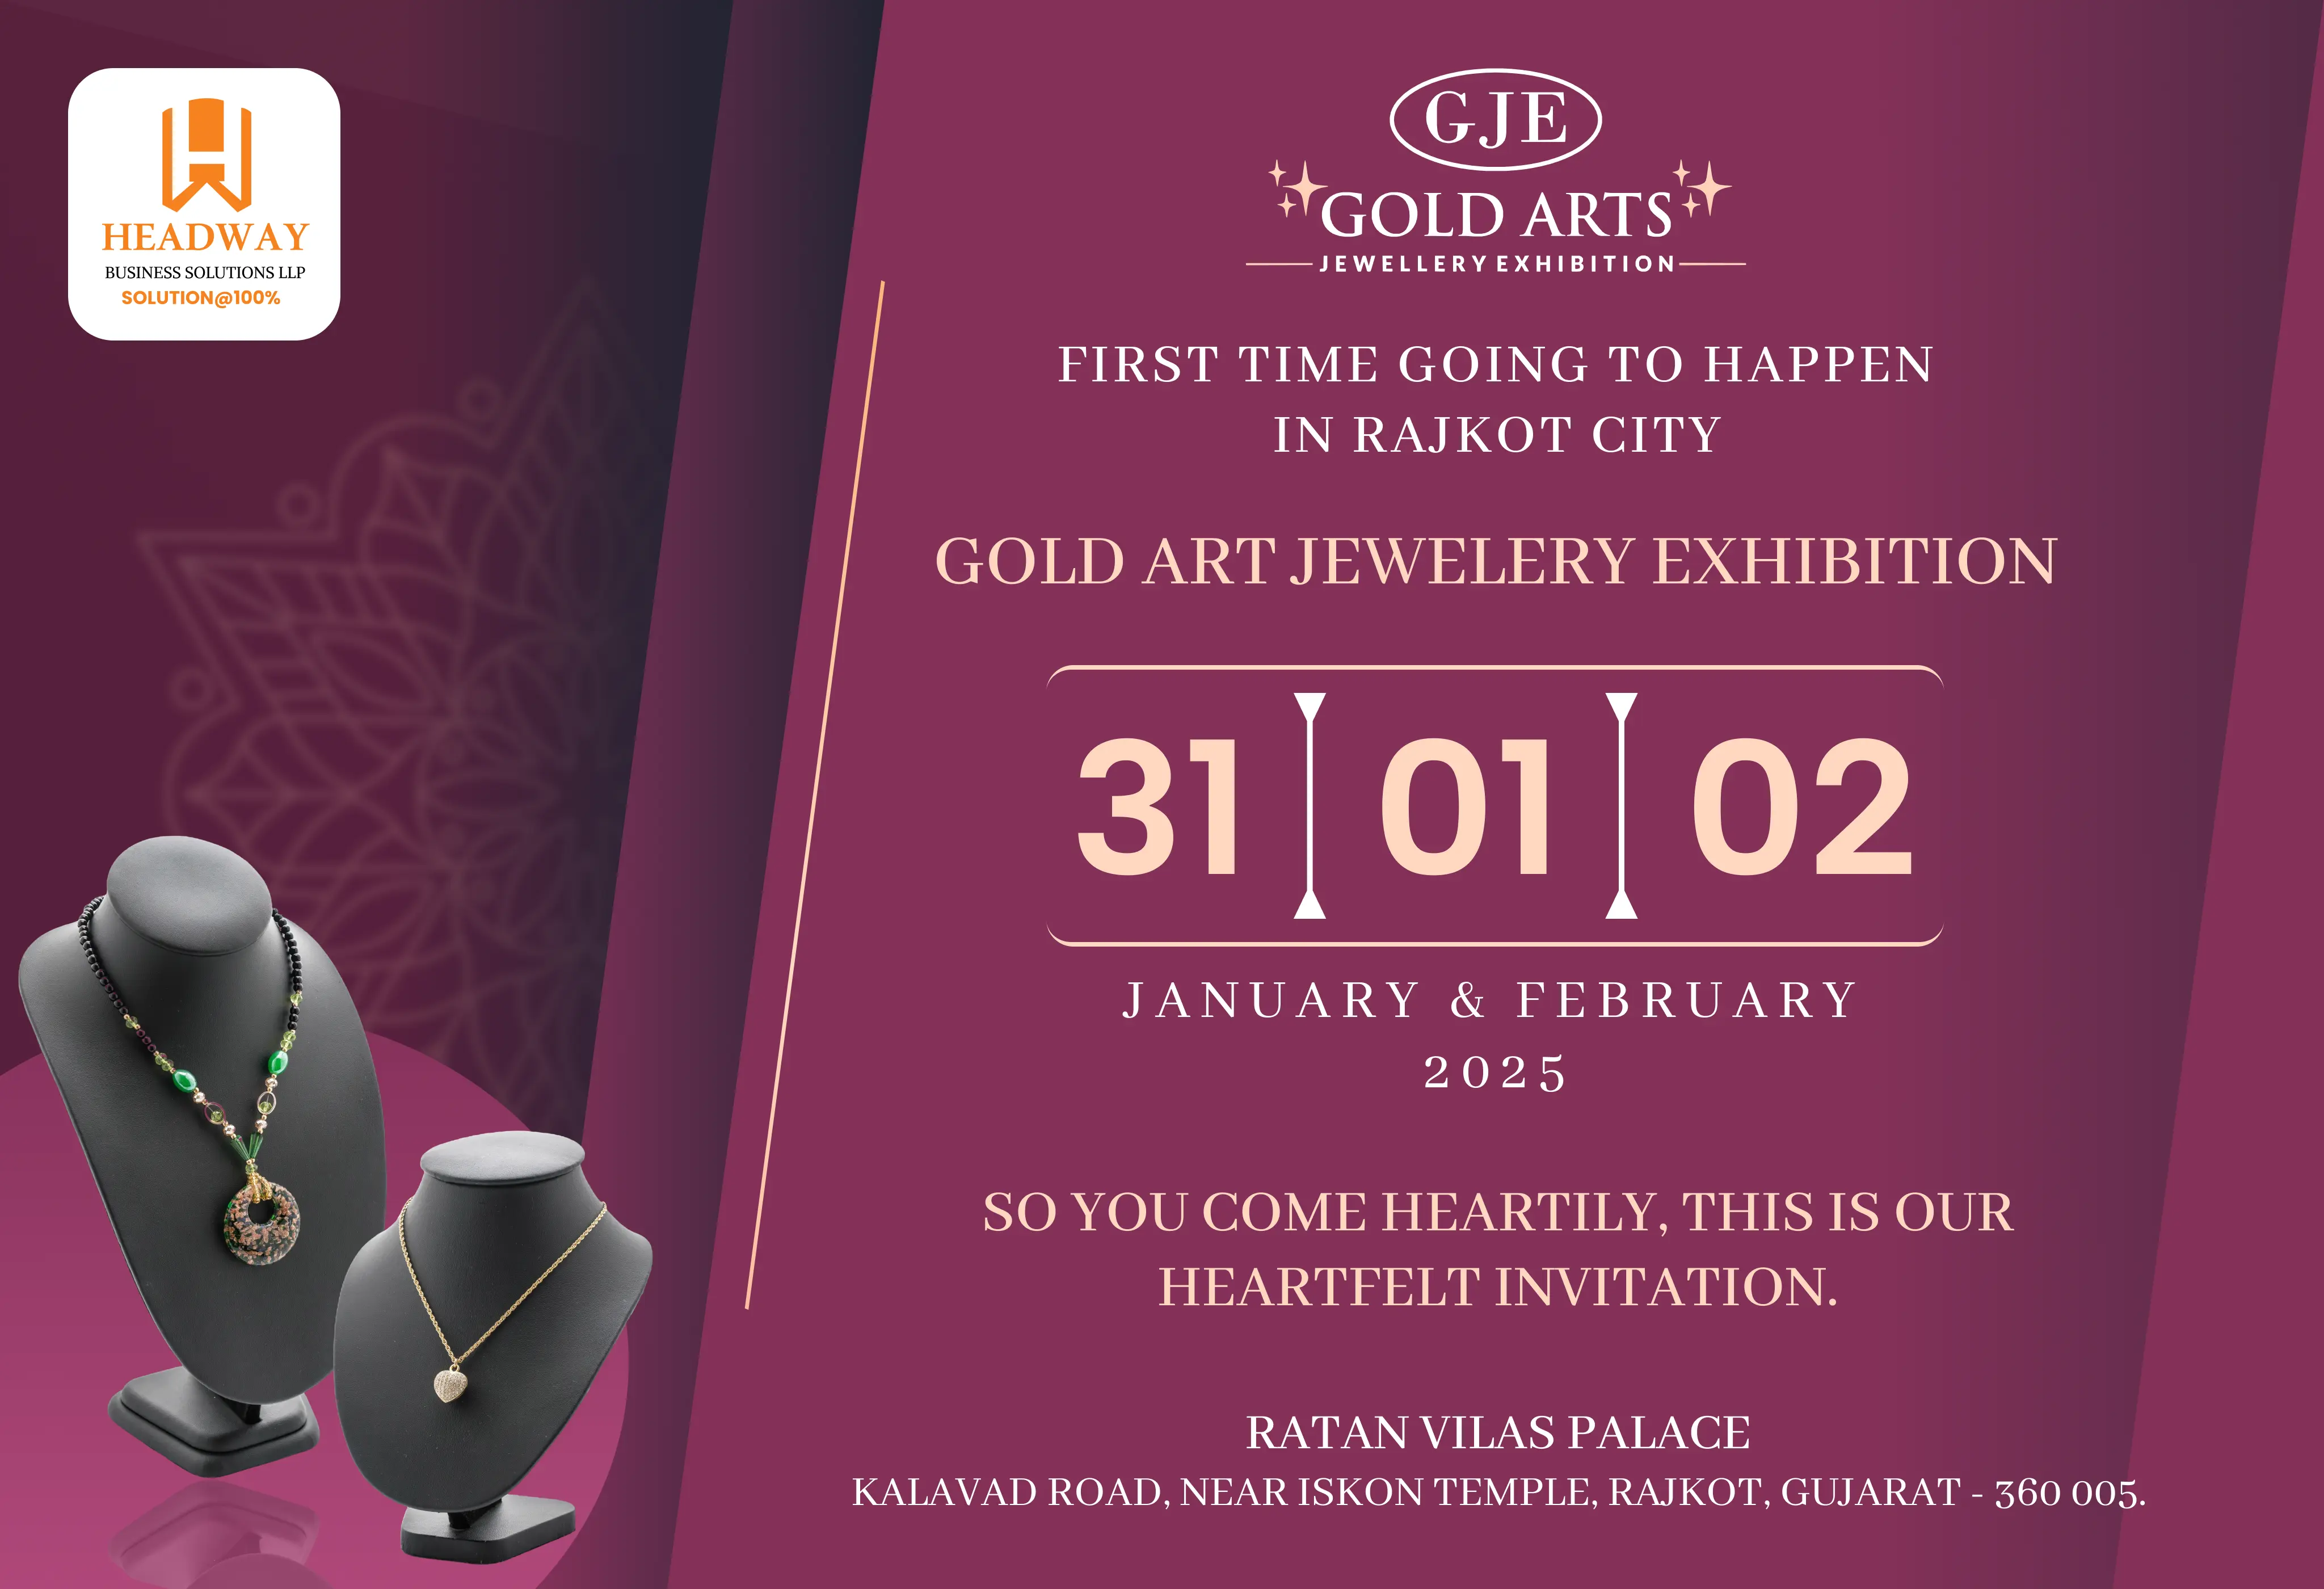 HEADWAY
BUSINESS SOLUTIONS LLP
SOLUTION@100%
GJE
GOLD ARTS
JEWELLERY EXHIBITION
FIRST TIME GOING TO HAPPEN
IN RAJKOT CITY
GOLD ART JEWELERY EXHIBITION
31 01 02
JANUARY & FEBRUARY
2025
SO YOU COME HEARTILY, THIS IS OUR
HEARTFELT INVITATION.
RATAN VILAS PALACE
KALAVAD ROAD, NEAR ISKON TEMPLE, RAJKOT, GUJARAT - 360 005.